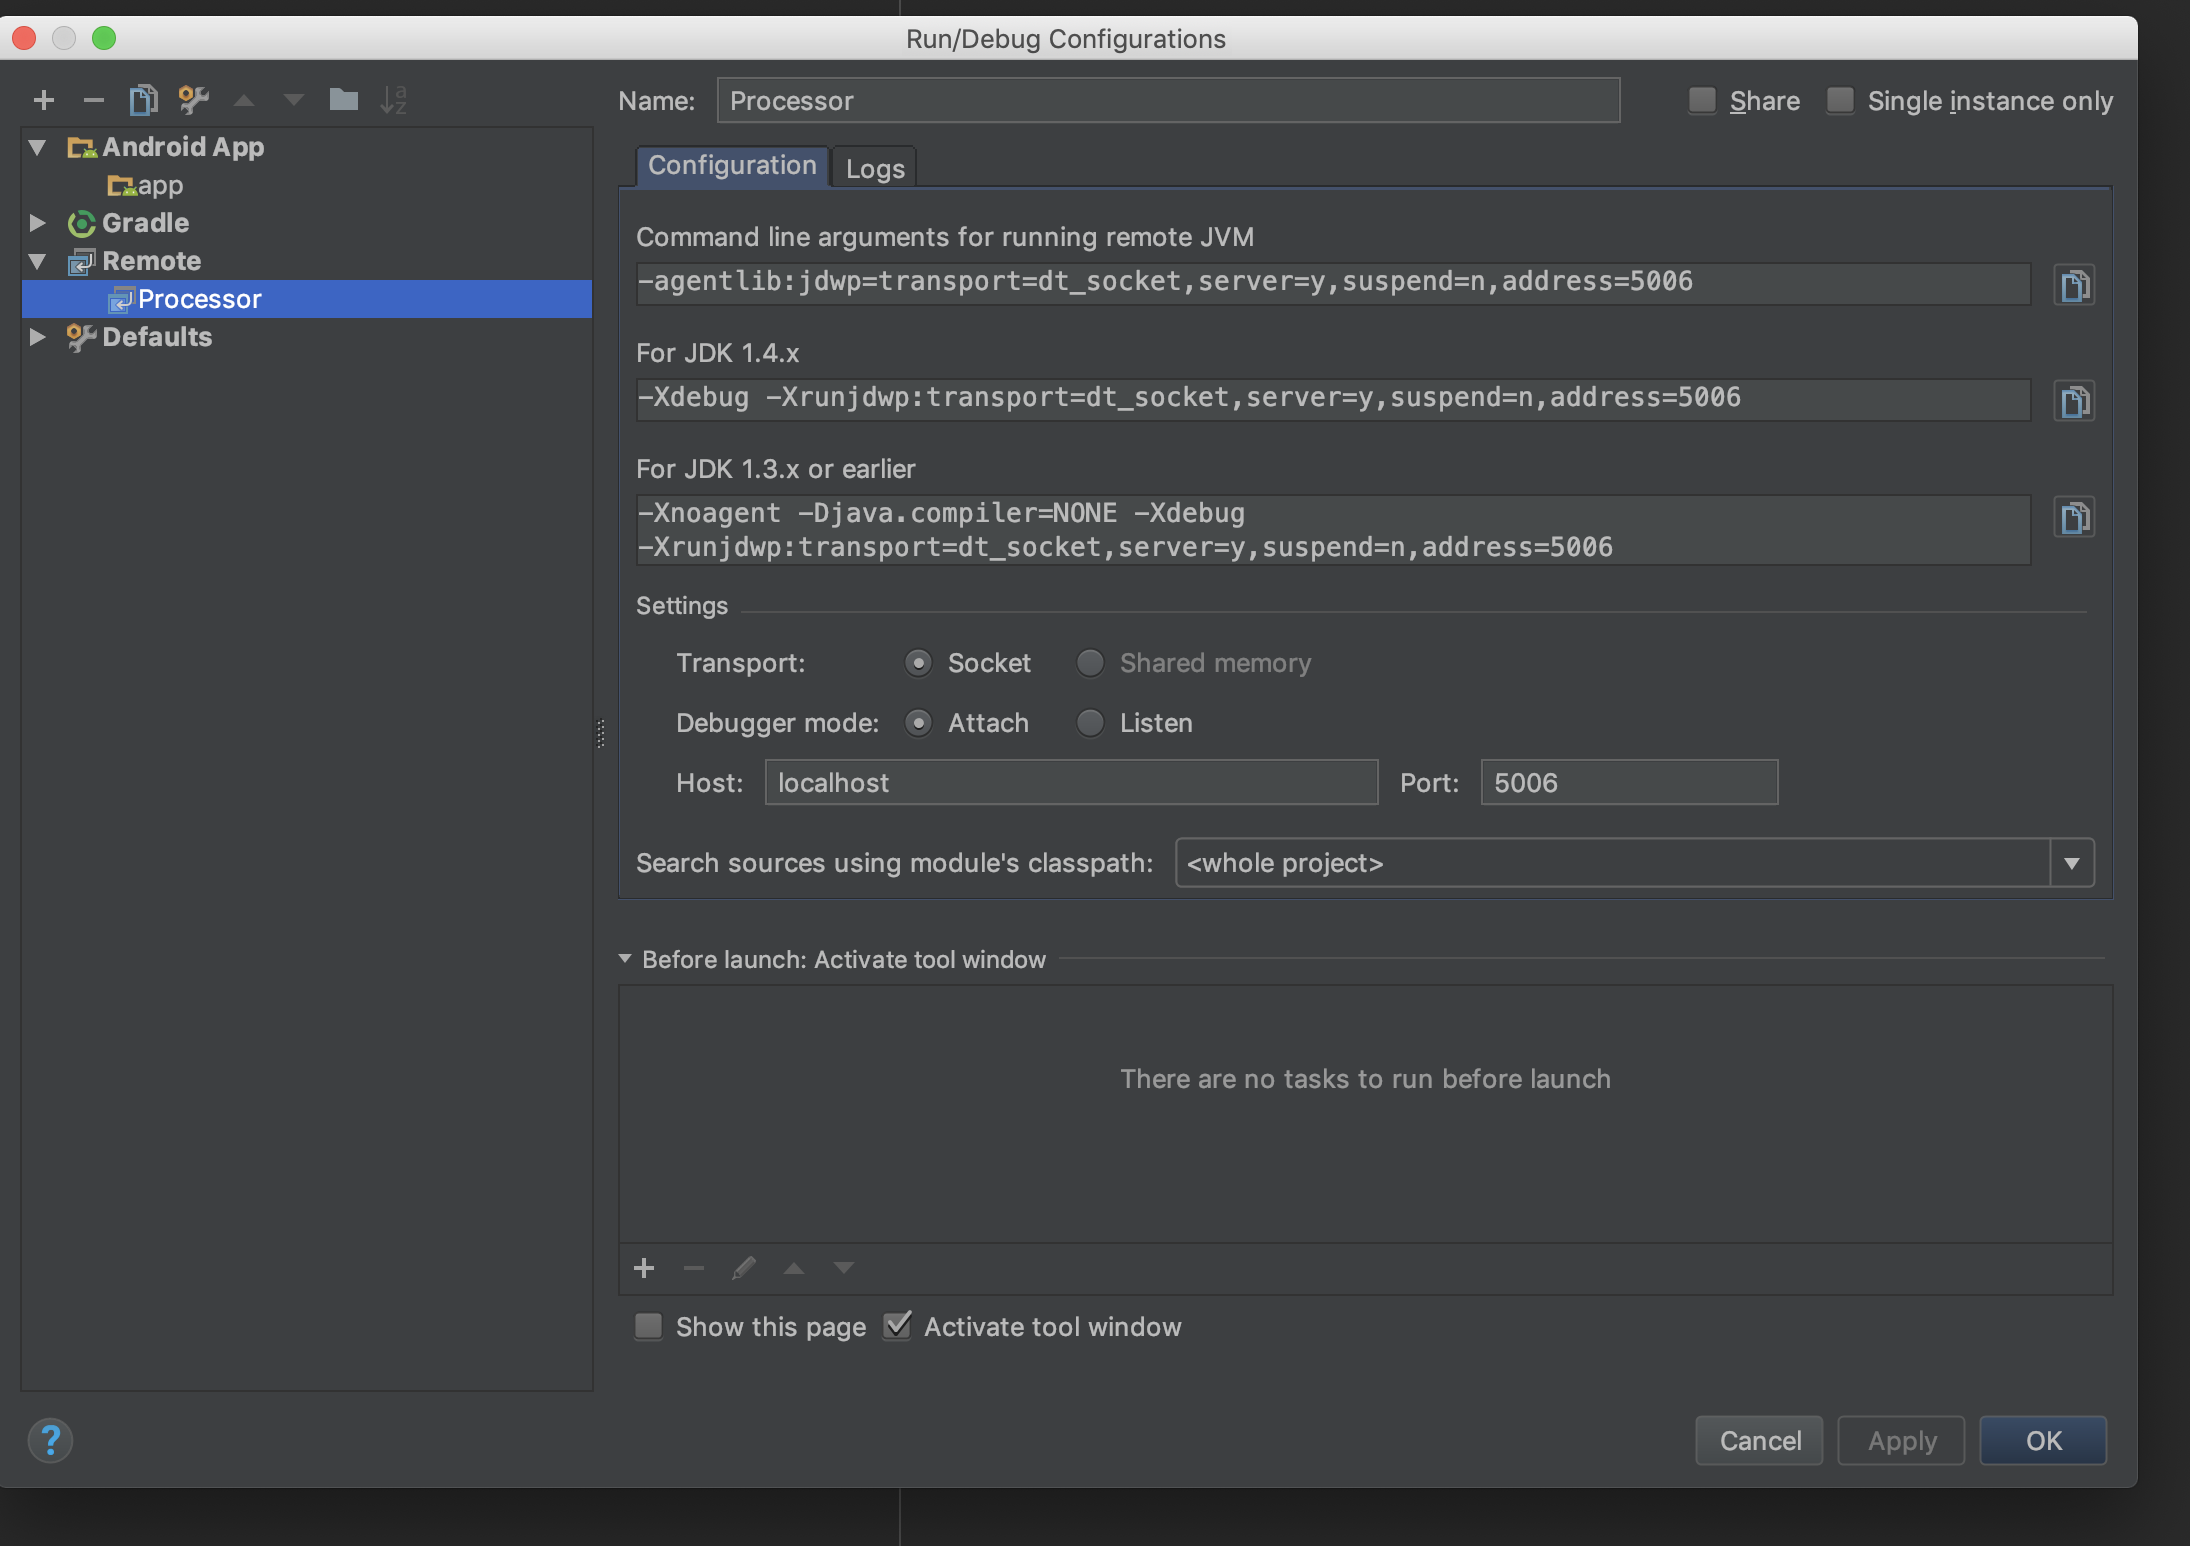 Run/Debug Configurations
Name: Processor Share Single instance only
Android App
app
Gradle
Remote
Processor
Defaults
Configuration Logs
Command line arguments for running remote JVM
-agentlib:jdwp=transport=dt_socket,server=y,suspend=n,address=5006
For JDK 1.4.x
-Xdebug -Xrunjdwp:transport=dt_socket,server=y,suspend=n,address=5006
For JDK 1.3.x or earlier
-Xnoagent -Djava.compiler=NONE -Xdebug
-Xrunjdwp:transport=dt_socket,server=y,suspend=n,address=5006
Settings
Transport: Socket Shared memory
Debugger mode: Attach Listen
Host: localhost Port: 5006
Search sources using module's classpath: <whole project>
Before launch: Activate tool window
There are no tasks to run before launch
Show this page Activate tool window
? Cancel Apply OK